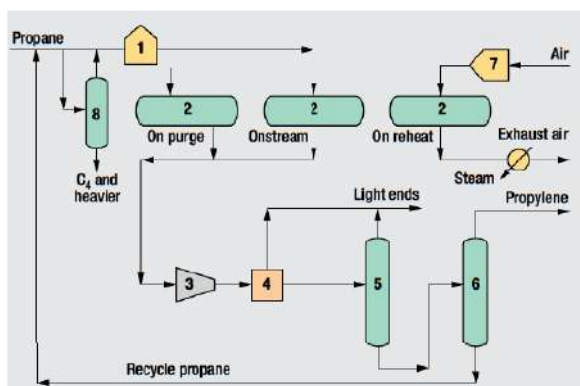 Propane
1
7
Air
8
2
2
2
On purge
Onstream
On reheat
Exhaust air
C4 and
heavier
Steam
Light ends
Propylene
3
4
5
6
Recycle propane